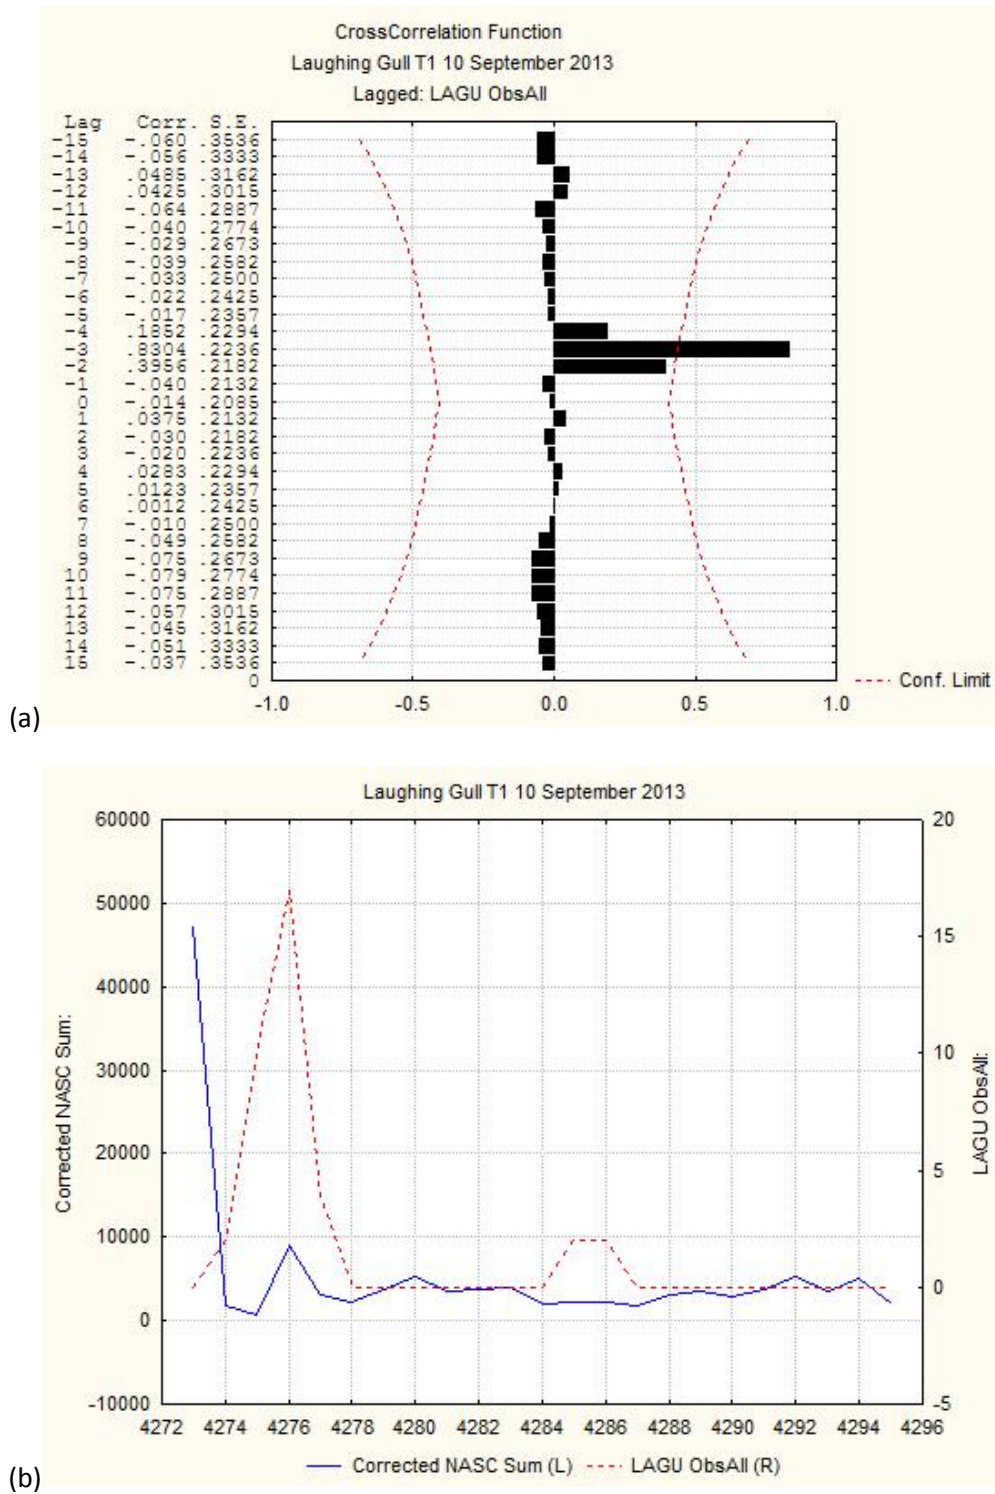 CrossCorrelation Function
Laughing Gull T1 10 September 2013
Lagged: LAGU ObsAll
Lag Corr. S.E.
-15 -.060 .3536
-14 -.056 .3333
-13 .0485 .3162
-12 .0425 .3015
-11 -.064 .2887
-10 -.040 .2774
-9 -.029 .2673
-8 -.039 .2582
-7 -.033 .2500
-6 -.022 .2425
-5 -.017 .2357
-4 .1852 .2294
-3 .8304 .2236
-2 .3956 .2182
-1 -.040 .2132
0 -.014 .2085
1 .0375 .2132
2 -.030 .2182
3 -.020 .2236
4 .0283 .2294
5 .0123 .2357
6 .0012 .2425
7 -.010 .2500
8 -.049 .2582
9 -.075 .2673
10 -.079 .2774
11 -.075 .2887
12 -.057 .3015
13 -.045 .3162
14 -.051 .3333
15 -.037 .3536
0
Conf. Limit
-1.0 -0.5 0.0 0.5 1.0
(a)
Laughing Gull T1 10 September 2013
60000 20
50000
15
40000
30000 10
20000
5
10000
0
0
-10000 -5
Corrected NASC Sum:
LAGU ObsAll:
4272 4274 4276 4278 4280 4282 4284 4286 4288 4290 4292 4294 4296
Corrected NASC Sum (L) LAGU ObsAll (R)
(b)